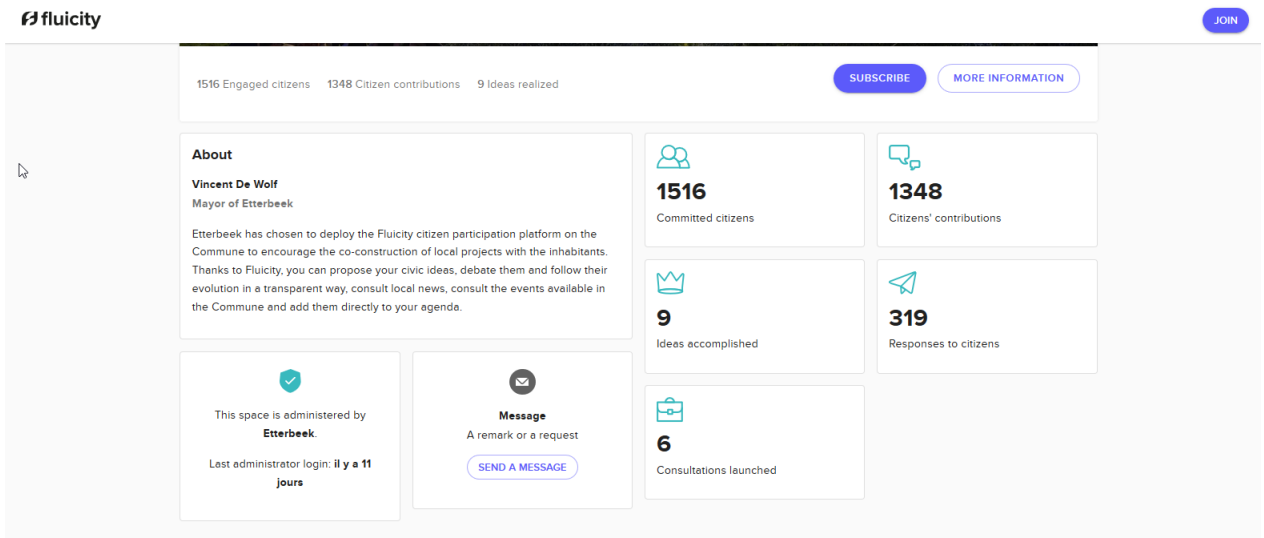 fluicity
JOIN
1516 Engaged citizens 1348 Citizen contributions 9 Ideas realized
SUBSCRIBE
MORE INFORMATION
About
Vincent De Wolf
Mayor of Etterbeek
Etterbeek has chosen to deploy the Fluicity citizen participation platform on the
Commune to encourage the co-construction of local projects with the inhabitants.
Thanks to Fluicity, you can propose your civic ideas, debate them and follow their
evolution in a transparent way, consult local news, consult the events available in
the Commune and add them directly to your agenda.
This space is administered by
Etterbeek.
Last administrator login: il y a 11
jours
Message
A remark or a request
SEND A MESSAGE
1516
Committed citizens
1348
Citizens' contributions
9
Ideas accomplished
319
Responses to citizens
6
Consultations launched